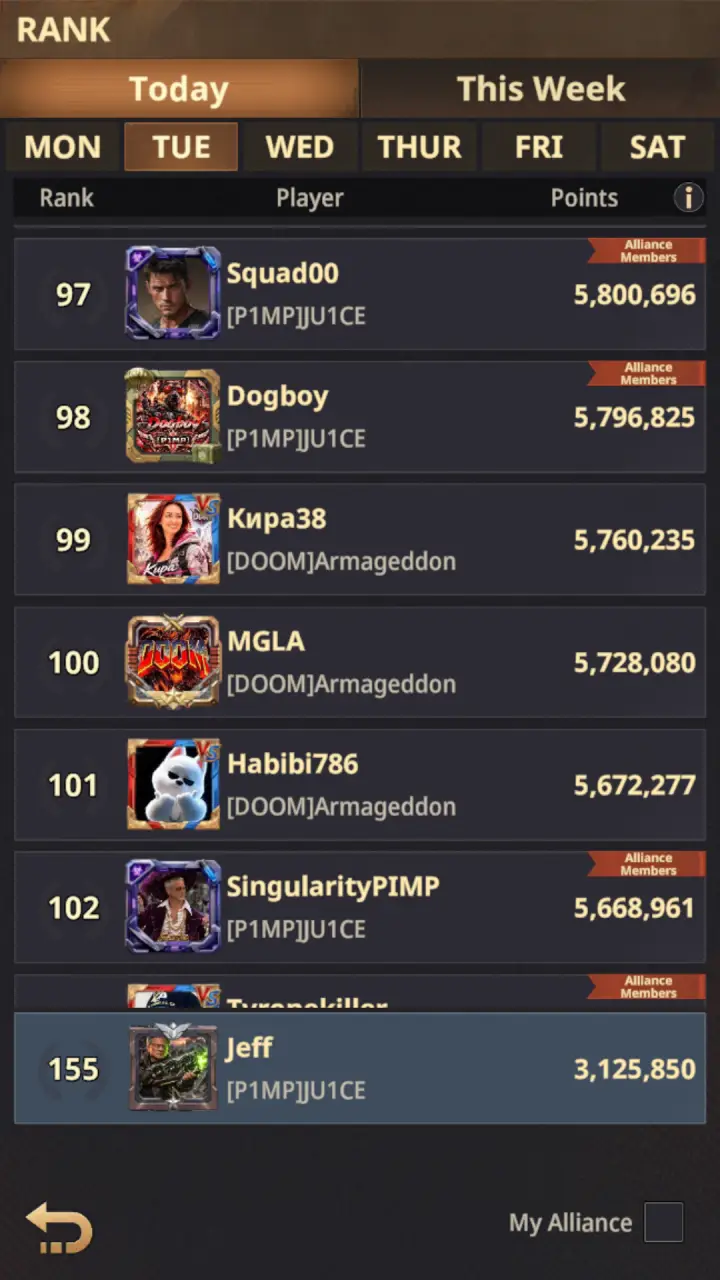 RANK
Today
This Week
MON
TUE
WED
THUR
FRI
SAT
Rank
Player
Points
Alliance
Members
97
Squad00
[P1MP]JU1CE
5,800,696
Alliance
Members
98
Dogboy
[P1MP]JU1CE
5,796,825
99
Кира38
[DOOM]Armageddon
5,760,235
100
DOOM
MGLA
[DOOM]Armageddon
5,728,080
101
Habibi786
[DOOM]Armageddon
5,672,277
Alliance
Members
102
SingularityPIMP
[P1MP]JU1CE
5,668,961
Alliance
Members
Tyronekiller
155
Jeff
[P1MP]JU1CE
3,125,850
My Alliance